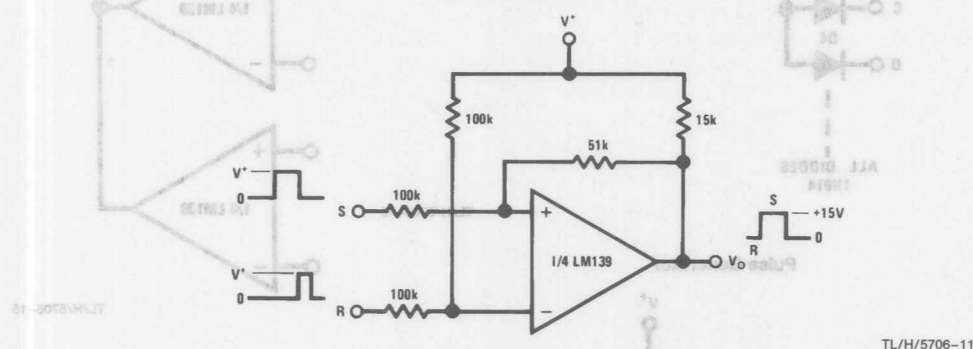 V⁺
100k
15k
51k
V⁺
0
S
100k
+
S
+15V
0
R
1/4 LM139
V₀
V⁺
0
R
100k
−
TL/H/5706–11